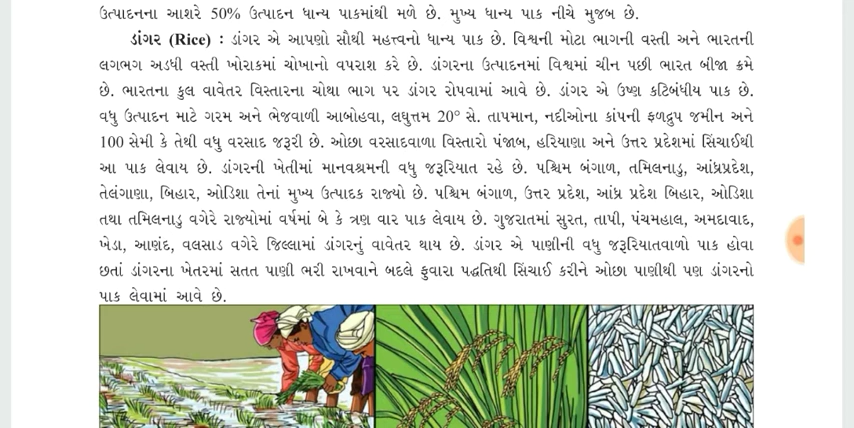 ઉત્પાદનના આશરે 50% ઉત્પાદન ધાન્ય પાકમાંથી મળે છે. મુખ્ય ધાન્ય પાક નીચે મુજબ છે.
ડાંગર (Rice) : ડાંગર એ આપણો સૌથી મહત્ત્વનો ધાન્ય પાક છે. વિશ્વની મોટા ભાગની વસ્તી અને ભારતની
લગભગ અડધી વસ્તી ખોરાકમાં ચોખાનો વપરાશ કરે છે. ડાંગરના ઉત્પાદનમાં વિશ્વમાં ચીન પછી ભારત બીજા ક્રમે
છે. ભારતના કુલ વાવેતર વિસ્તારના ચોથા ભાગ પર ડાંગર રોપવામાં આવે છે. ડાંગર એ ઉષ્ણ કટિબંધીય પાક છે.
વધુ ઉત્પાદન માટે ગરમ અને ભેજવાળી આબોહવા, લઘુત્તમ 20° સે. તાપમાન, નદીઓના કાંપની ફળદ્રુપ જમીન અને
100 સેમી કે તેથી વધુ વરસાદ જરૂરી છે. ઓછા વરસાદવાળા વિસ્તારો પંજાબ, હરિયાણા અને ઉત્તર પ્રદેશમાં સિંચાઈથી
આ પાક લેવાય છે. ડાંગરની ખેતીમાં માનવશ્રમની વધુ જરૂરિયાત રહે છે. પશ્ચિમ બંગાળ, તમિલનાડુ, આંધ્રપ્રદેશ,
તેલંગાણા, બિહાર, ઓડિશા તેનાં મુખ્ય ઉત્પાદક રાજ્યો છે. પશ્ચિમ બંગાળ, ઉત્તર પ્રદેશ, આંધ્ર પ્રદેશ બિહાર, ઓડિશા
તથા તમિલનાડુ વગેરે રાજ્યોમાં વર્ષમાં બે કે ત્રણ વાર પાક લેવાય છે. ગુજરાતમાં સુરત, તાપી, પંચમહાલ, અમદાવાદ,
ખેડા, આણંદ, વલસાડ વગેરે જિલ્લામાં ડાંગરનું વાવેતર થાય છે. ડાંગર એ પાણીની વધુ જરૂરિયાતવાળો પાક હોવા
છતાં ડાંગરના ખેતરમાં સતત પાણી ભરી રાખવાને બદલે ફુવારા પદ્ધતિથી સિંચાઈ કરીને ઓછા પાણીથી પણ ડાંગરનો
પાક લેવામાં આવે છે.